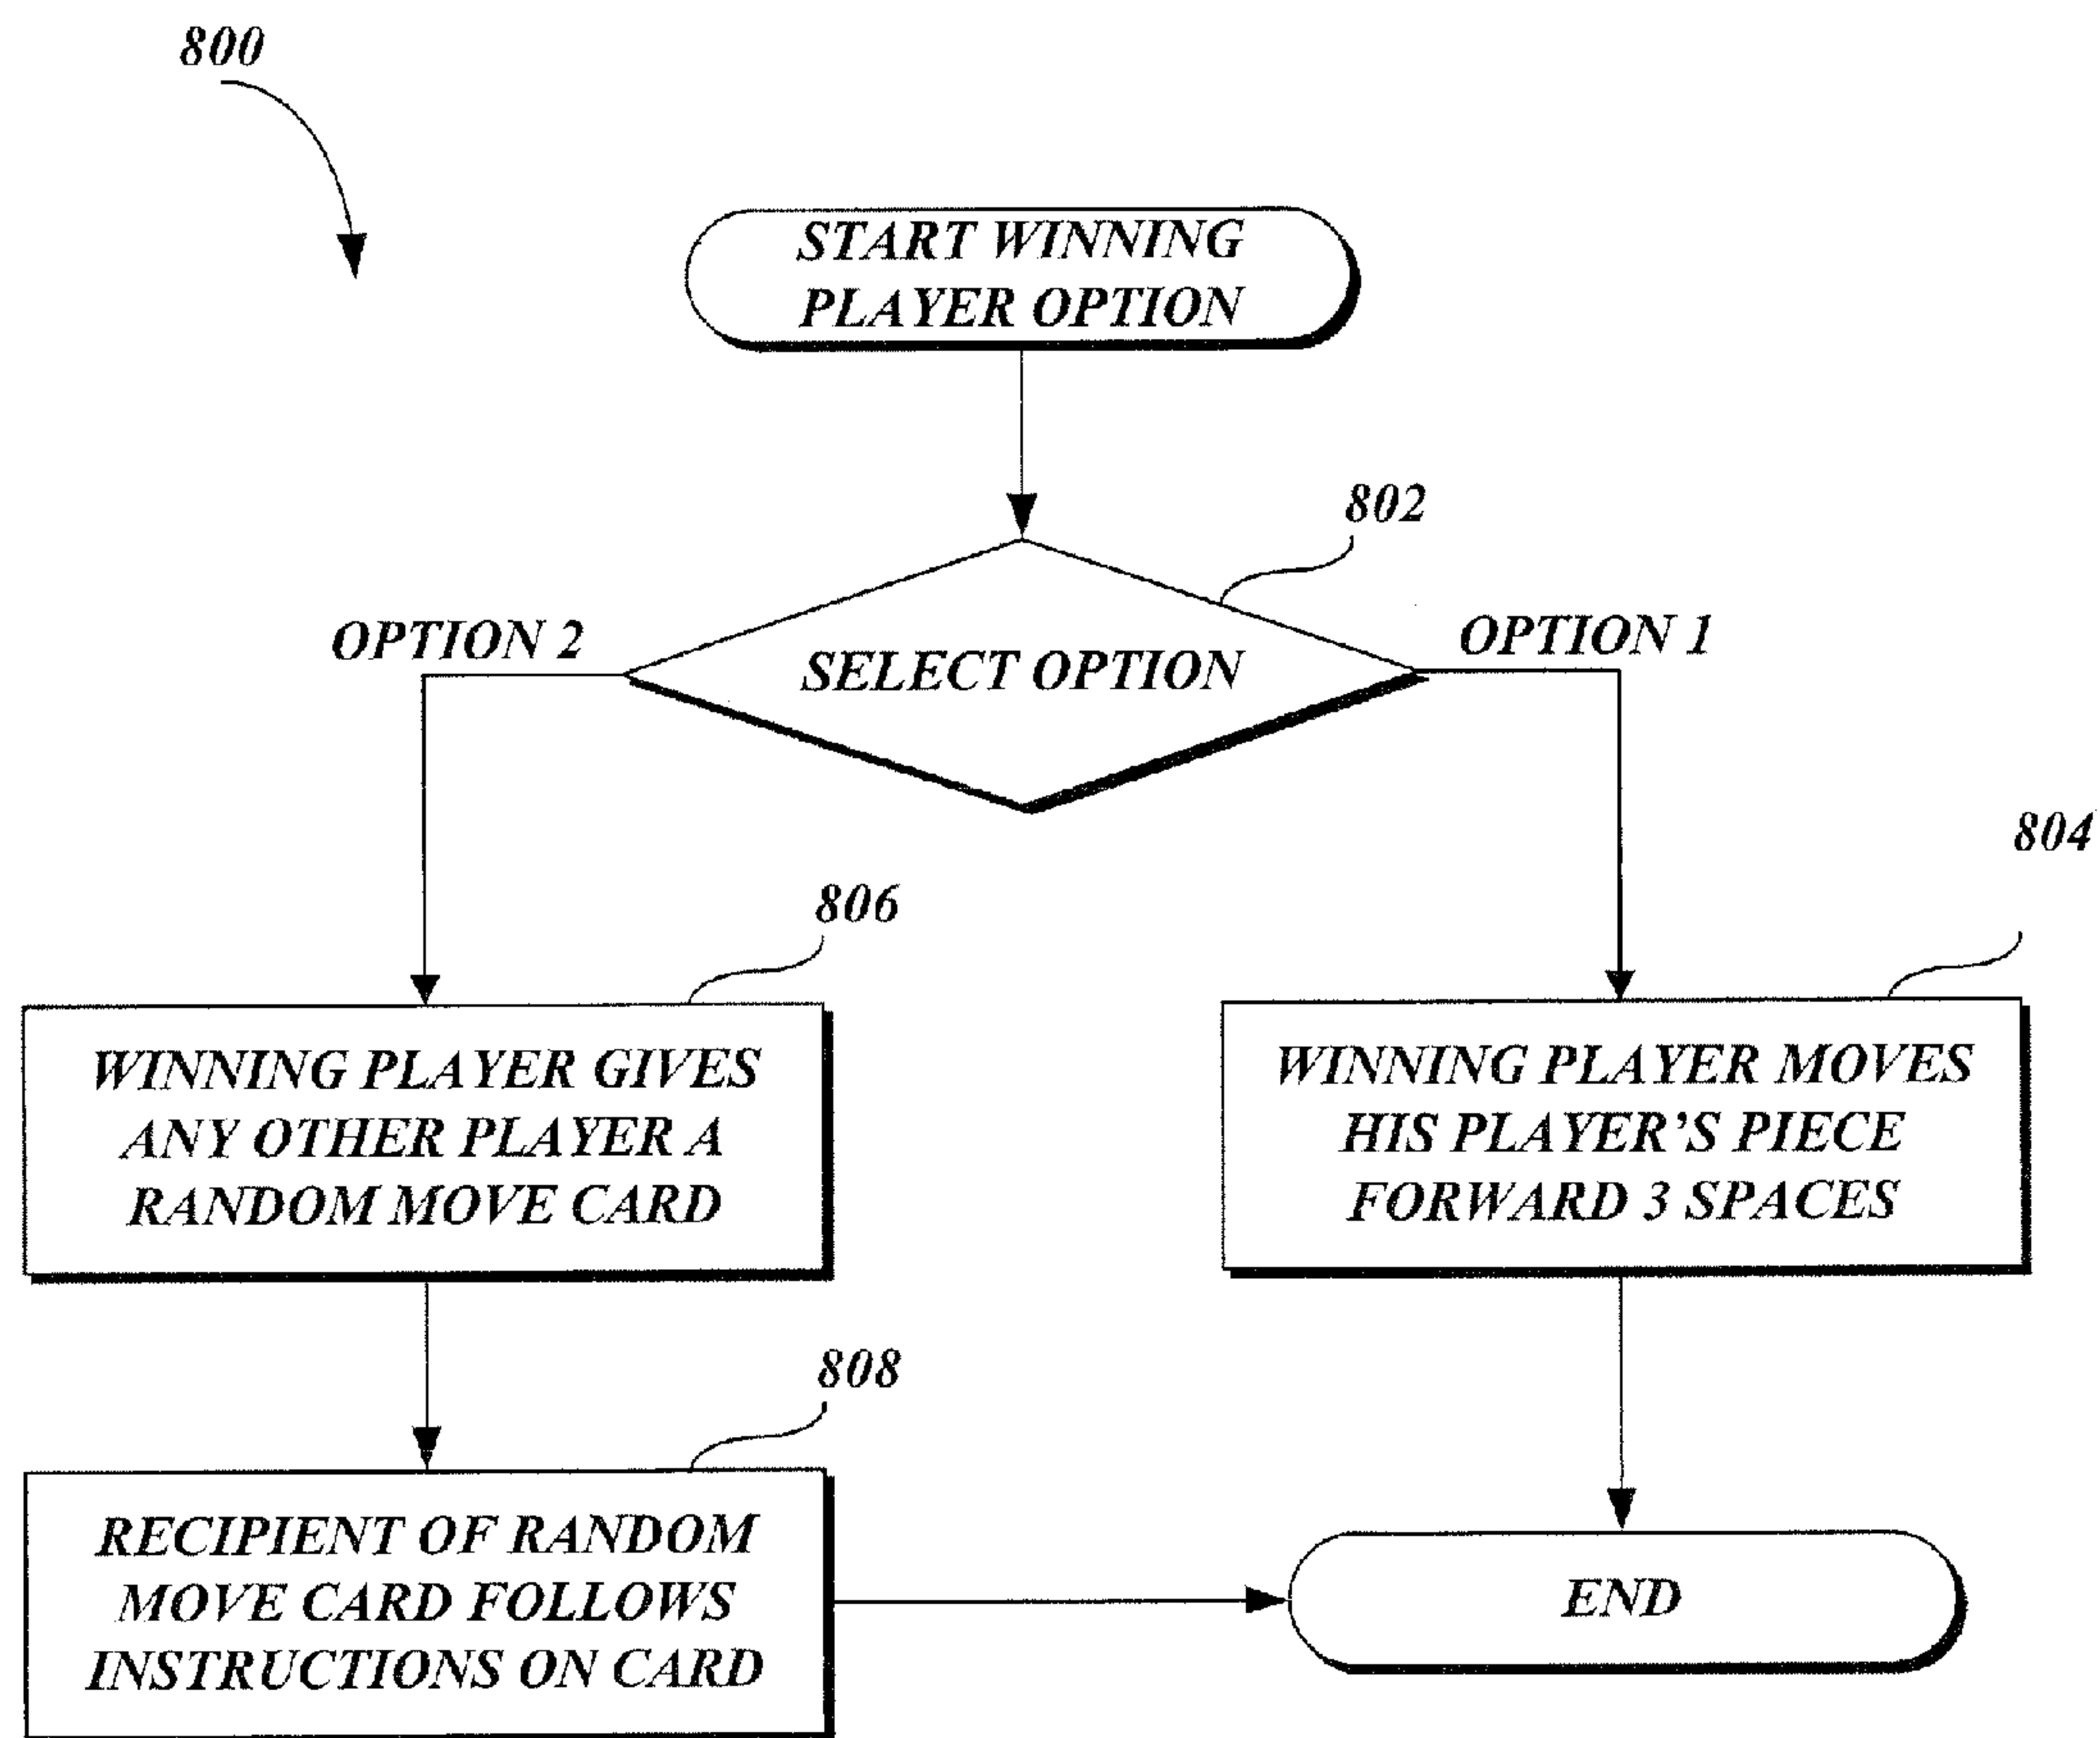 800
START WINNING
PLAYER OPTION
802
OPTION 2
SELECT OPTION
OPTION 1
804
806
WINNING PLAYER GIVES
ANY OTHER PLAYER A
RANDOM MOVE CARD
WINNING PLAYER MOVES
HIS PLAYER'S PIECE
FORWARD 3 SPACES
808
RECIPIENT OF RANDOM
MOVE CARD FOLLOWS
INSTRUCTIONS ON CARD
END